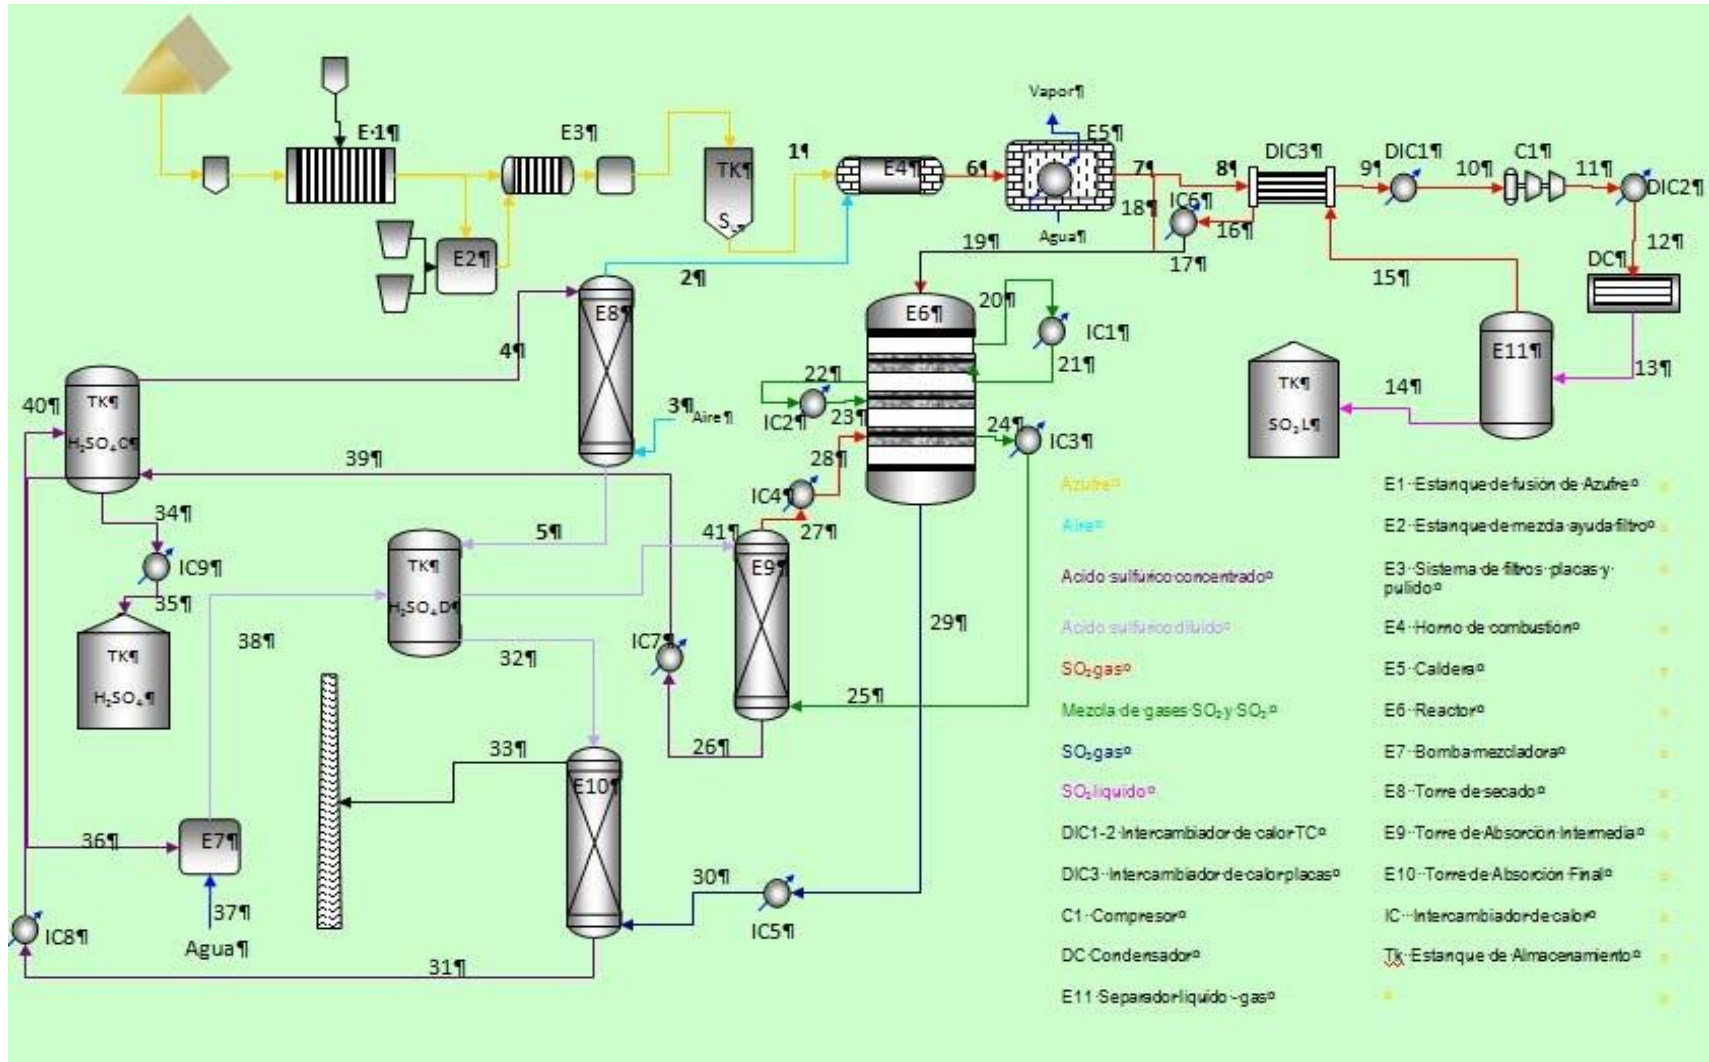 Vapor¶
E·1¶
E3¶
E5¶
TK¶
1¶
E4¶
6¶
7¶
8¶
DIC3¶
9¶
DIC1¶
10¶
C1¶
11¶
DIC2¶
IC6¶
18¶
16¶
Agua¶
12¶
E2¶
19¶
17¶
DC¶
2¶
15¶
20¶
E8¶
E6¶
IC1¶
4¶
E11¶
13¶
21¶
22¶
TK¶
SO₂L¶
14¶
40¶
TK¶
H₂SO₄C¶
3¶
Aire¶
IC2¶
23¶
24¶
IC3¶
39¶
28¶
IC4¶
27¶
34¶
5¶
41¶
IC9¶
TK¶
H₂SO₄D¶
E9¶
35¶
38¶
29¶
TK¶
H₂SO₄¶
32¶
IC7¶
25¶
33¶
26¶
E10¶
36¶
E7¶
30¶
37¶
IC8¶
Agua¶
IC5¶
31¶
Azufre¤
Aire¤
Acido sulfúrico concentrado¤
Acido sulfúrico diluido¤
SO₂gas¤
Mezcla·de·gases·SO₂·y·SO₂¤
SO₃gas¤
SO₂liquido¤
DIC1-2·Intercambiador·de·calor·TC¤
DIC3··Intercambiador·de·calor·placas¤
C1··Compresor¤
DC·Condensador¤
E11·Separador·liquido·-gas¤
E1··Estanque·de·fusión·de·Azufre¤
E2··Estanque·de·mezcla·ayuda·filtro¤
E3··Sistema·de·filtros··placas·y·
pulido¤
E4··Horno·de·combustión¤
E5··Caldera¤
E6··Reactor¤
E7··Bomba·mezcladora¤
E8··Torre·de·secado¤
E9··Torre·de·Absorción·Intermedia¤
E10··Torre·de·Absorción·Final¤
IC···Intercambiador·de·calor¤
Tk··Estanque·de·Almacenamiento¤